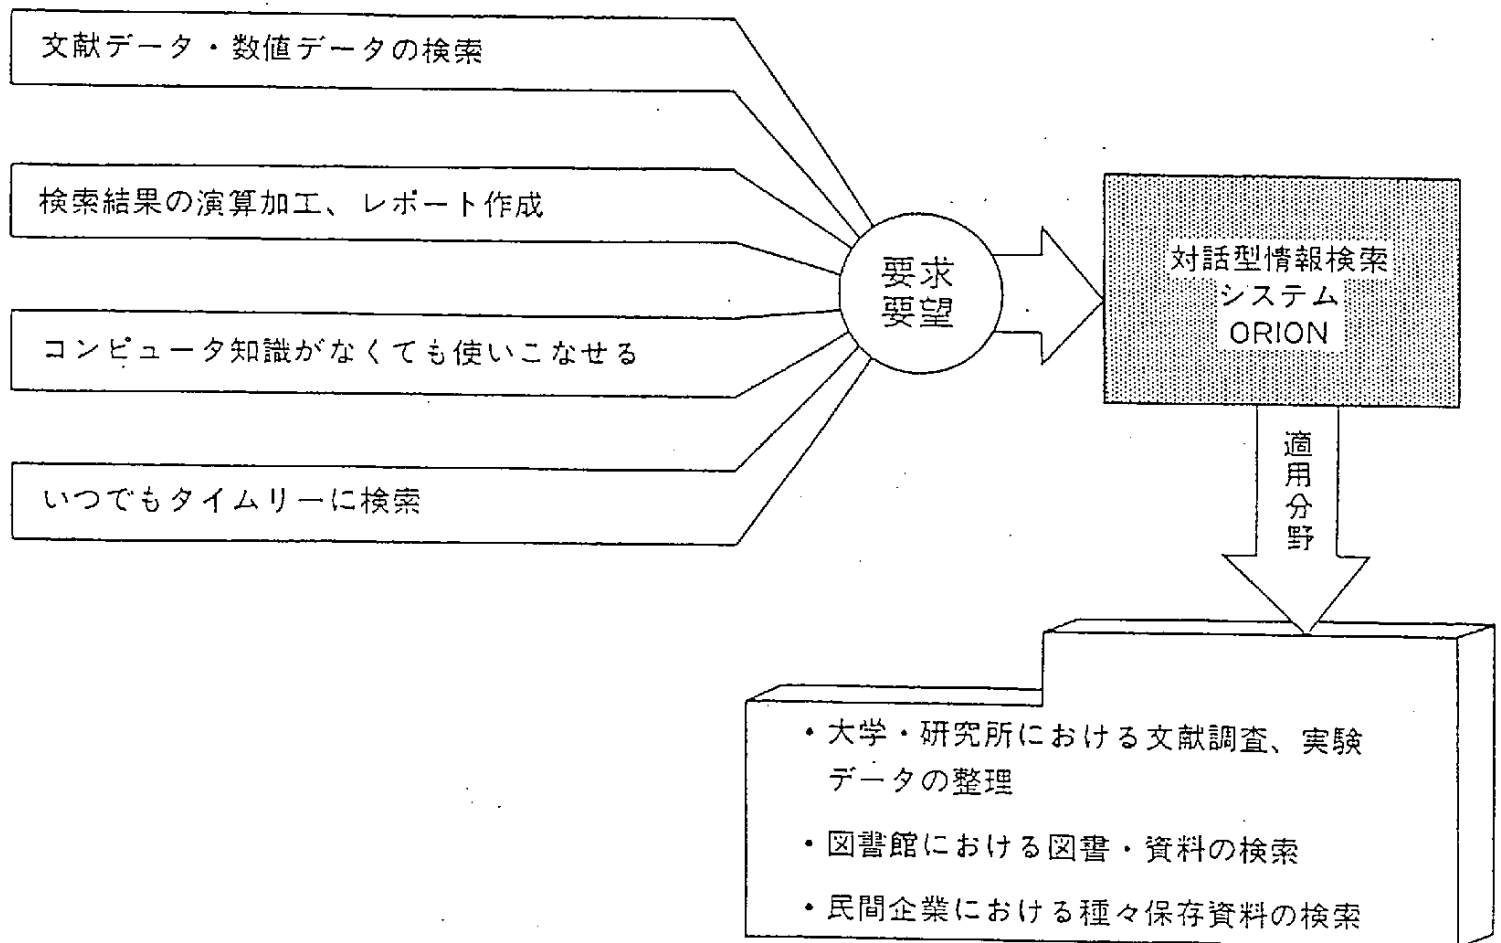 文献データ・数値データの検索
検索結果の演算加工、レポート作成
コンピュータ知識がなくても使いこなせる
いつでもタイムリーに検索
要求
要望
対話型情報検索
システム
ORION
適用分野
・大学・研究所における文献調査、実験
データの整理
・図書館における図書・資料の検索
・民間企業における種々保存資料の検索